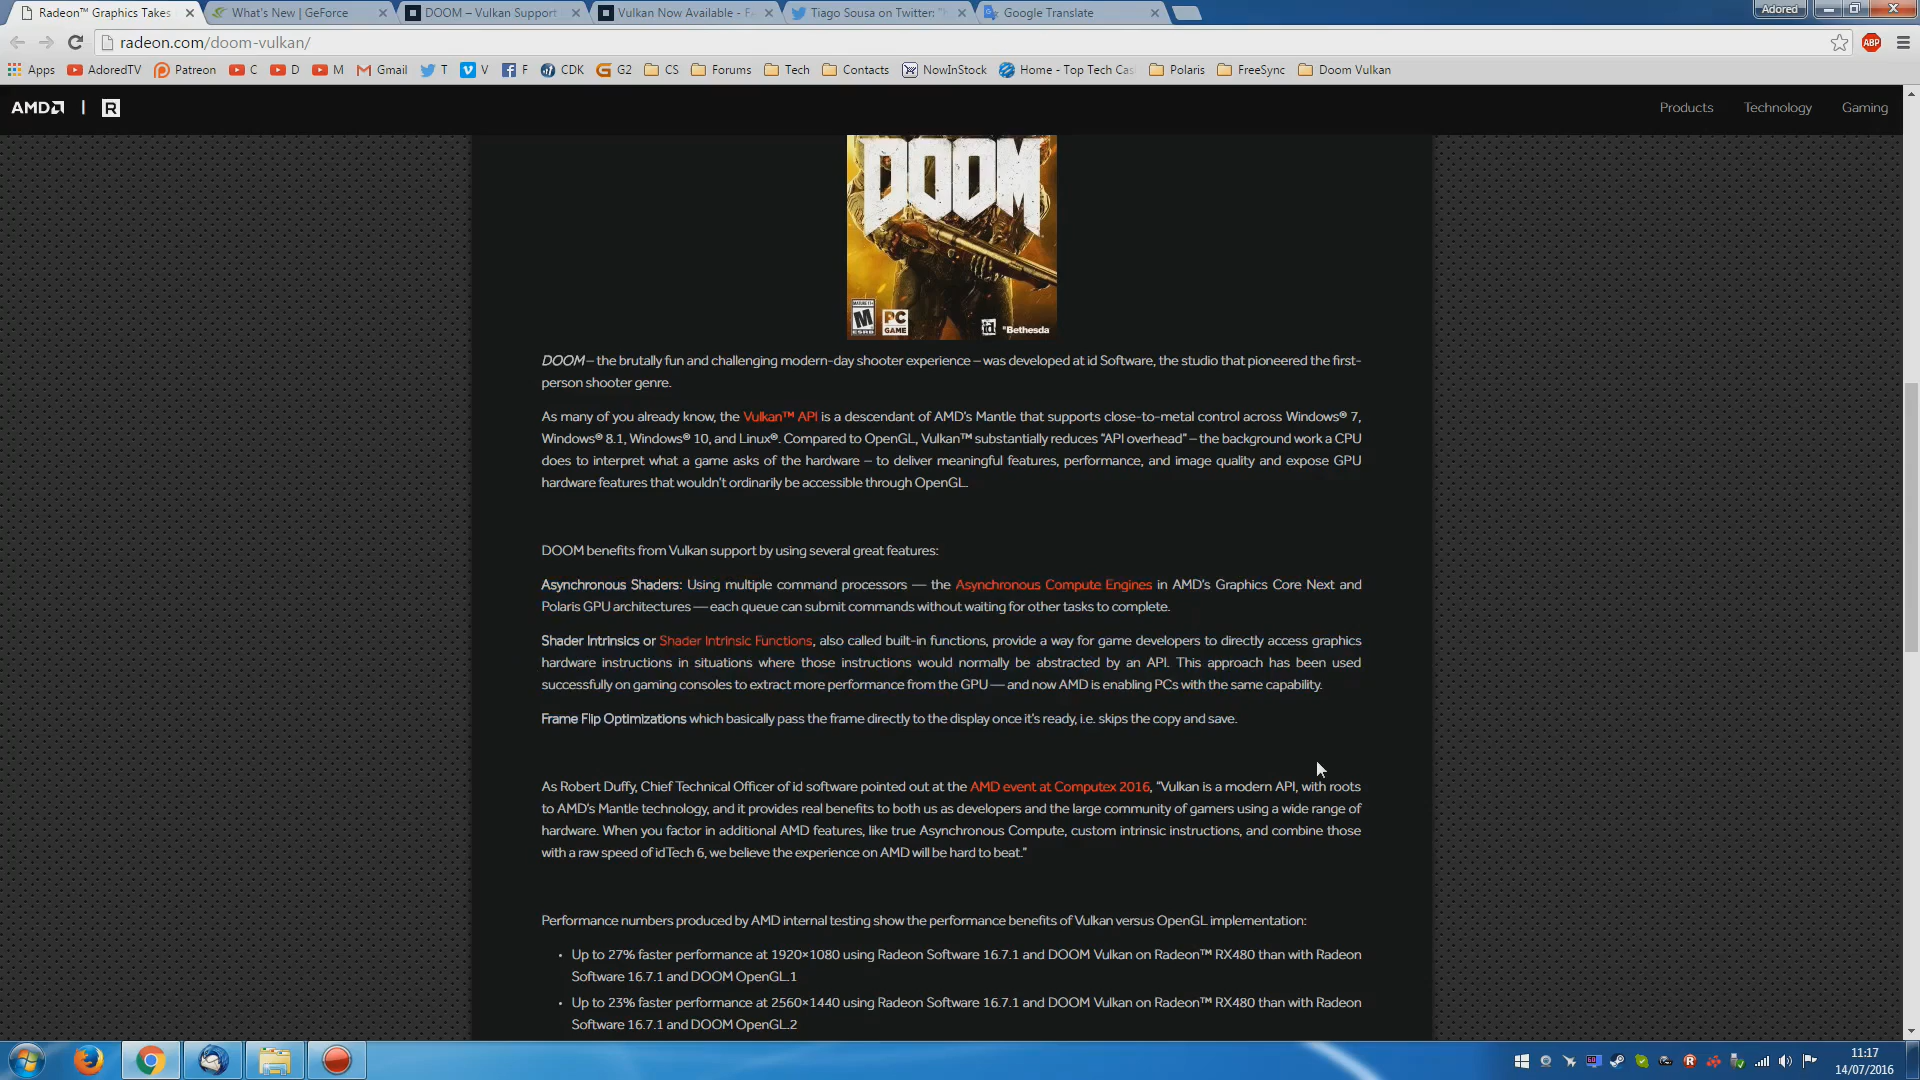 Radeon™ Graphics Takes
What's New | GeForce
DOOM – Vulkan Support
Vulkan Now Available - F
Tiago Sousa on Twitter: "
Google Translate
Adored
radeon.com/doom-vulkan/
ABP
Apps
AdoredTV
Patreon
C
D
M
Gmail
T
V
F
CDK
G2
CS
Forums
Tech
Contacts
NowInStock
Home - Top Tech Cas
Polaris
FreeSync
Doom Vulkan
AMD | R
Products
Technology
Gaming
DOOM
MATURE 17+
M
ESRB
PC
GAME
id
Bethesda
DOOM – the brutally fun and challenging modern-day shooter experience – was developed at id Software, the studio that pioneered the first-
person shooter genre.
As many of you already know, the Vulkan™ API is a descendant of AMD's Mantle that supports close-to-metal control across Windows® 7,
Windows® 8.1, Windows® 10, and Linux®. Compared to OpenGL, Vulkan™ substantially reduces "API overhead" – the background work a CPU
does to interpret what a game asks of the hardware – to deliver meaningful features, performance, and image quality and expose GPU
hardware features that wouldn't ordinarily be accessible through OpenGL.
DOOM benefits from Vulkan support by using several great features:
Asynchronous Shaders: Using multiple command processors — the Asynchronous Compute Engines in AMD's Graphics Core Next and
Polaris GPU architectures — each queue can submit commands without waiting for other tasks to complete.
Shader Intrinsics or Shader Intrinsic Functions, also called built-in functions, provide a way for game developers to directly access graphics
hardware instructions in situations where those instructions would normally be abstracted by an API. This approach has been used
successfully on gaming consoles to extract more performance from the GPU — and now AMD is enabling PCs with the same capability.
Frame Flip Optimizations which basically pass the frame directly to the display once it's ready, i.e. skips the copy and save.
As Robert Duffy, Chief Technical Officer of id software pointed out at the AMD event at Computex 2016, "Vulkan is a modern API, with roots
to AMD's Mantle technology, and it provides real benefits to both us as developers and the large community of gamers using a wide range of
hardware. When you factor in additional AMD features, like true Asynchronous Compute, custom intrinsic instructions, and combine those
with a raw speed of idTech 6, we believe the experience on AMD will be hard to beat."
Performance numbers produced by AMD internal testing show the performance benefits of Vulkan versus OpenGL implementation:
• Up to 27% faster performance at 1920×1080 using Radeon Software 16.7.1 and DOOM Vulkan on Radeon™ RX480 than with Radeon
Software 16.7.1 and DOOM OpenGL.1
• Up to 23% faster performance at 2560×1440 using Radeon Software 16.7.1 and DOOM Vulkan on Radeon™ RX480 than with Radeon
Software 16.7.1 and DOOM OpenGL.2
11:17
14/07/2016